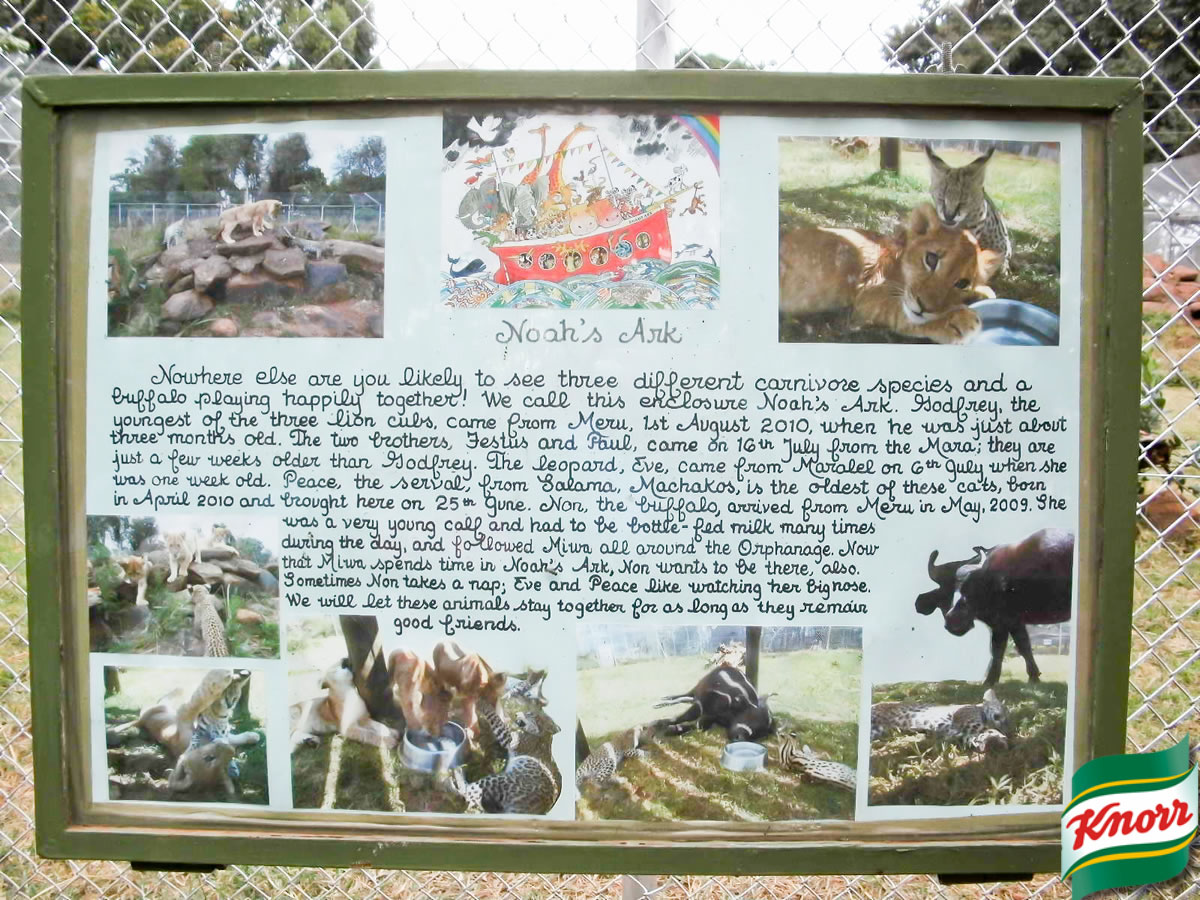 Noah's Ark
Nowhere else are you likely to see three different carnivore species and a
buffalo playing happily together! We call this enclosure Noah's Ark. Godfrey, the
youngest of the three lion cubs, came from Meru, 1st August 2010, when he was just about
three months old. The two brothers, Festus and Paul, came on 16th July from the Mara; they are
just a few weeks older than Godfrey. The leopard, Eve, came from Maralel on 6th July when she
was one week old. Peace, the serval, from Salama, Machakos, is the oldest of these cats, born
in April 2010 and brought here on 25th June. Non, the buffalo, arrived from Meru in May, 2009. She
was a very young calf and had to be bottle-fed milk many times
during the day, and followed Miwa all around the Orphanage. Now
that Miwa spends time in Noah's Ark, Non wants to be there, also.
Sometimes Non takes a nap; Eve and Peace like watching her big nose.
We will let these animals stay together for as long as they remain
good friends.
Knorr